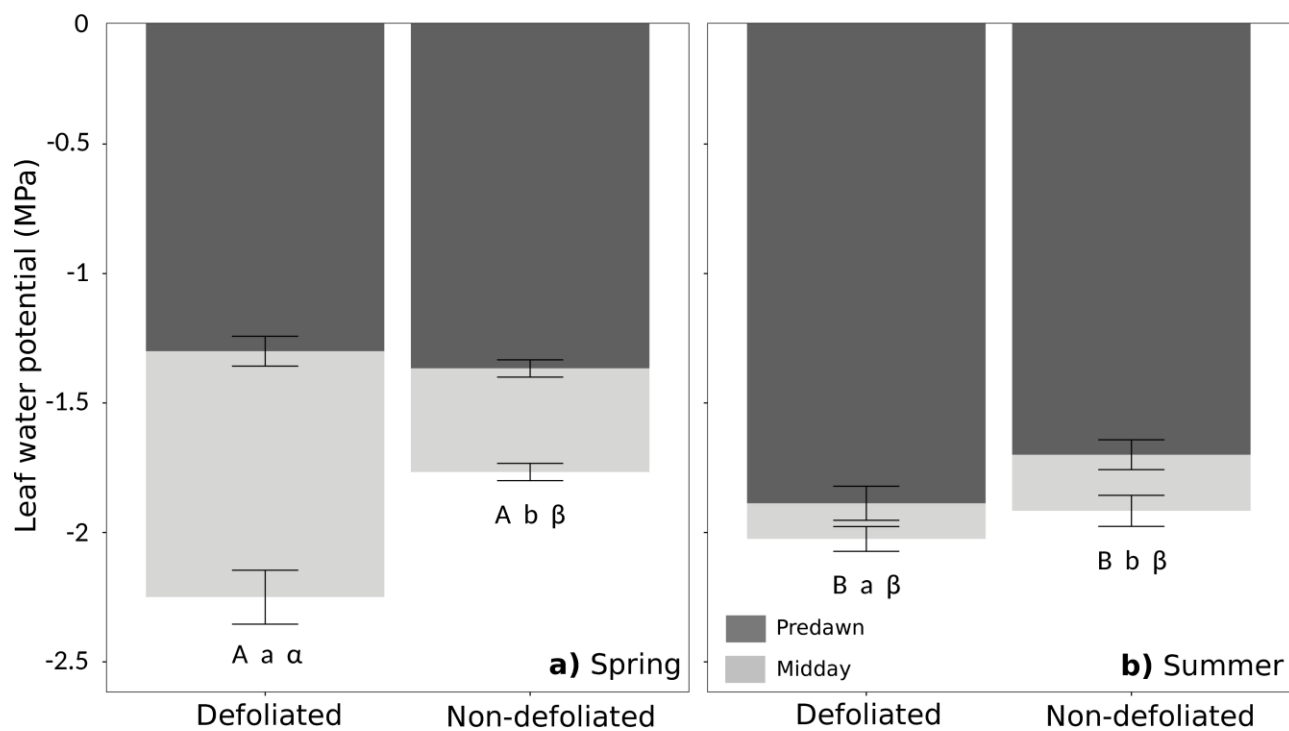 Leaf water potential (MPa)
0
-0.5
-1
-1.5
-2
-2.5
A a α
A b β
a) Spring
Defoliated
Non-defoliated
B a β
B b β
Predawn
Midday
b) Summer
Defoliated
Non-defoliated